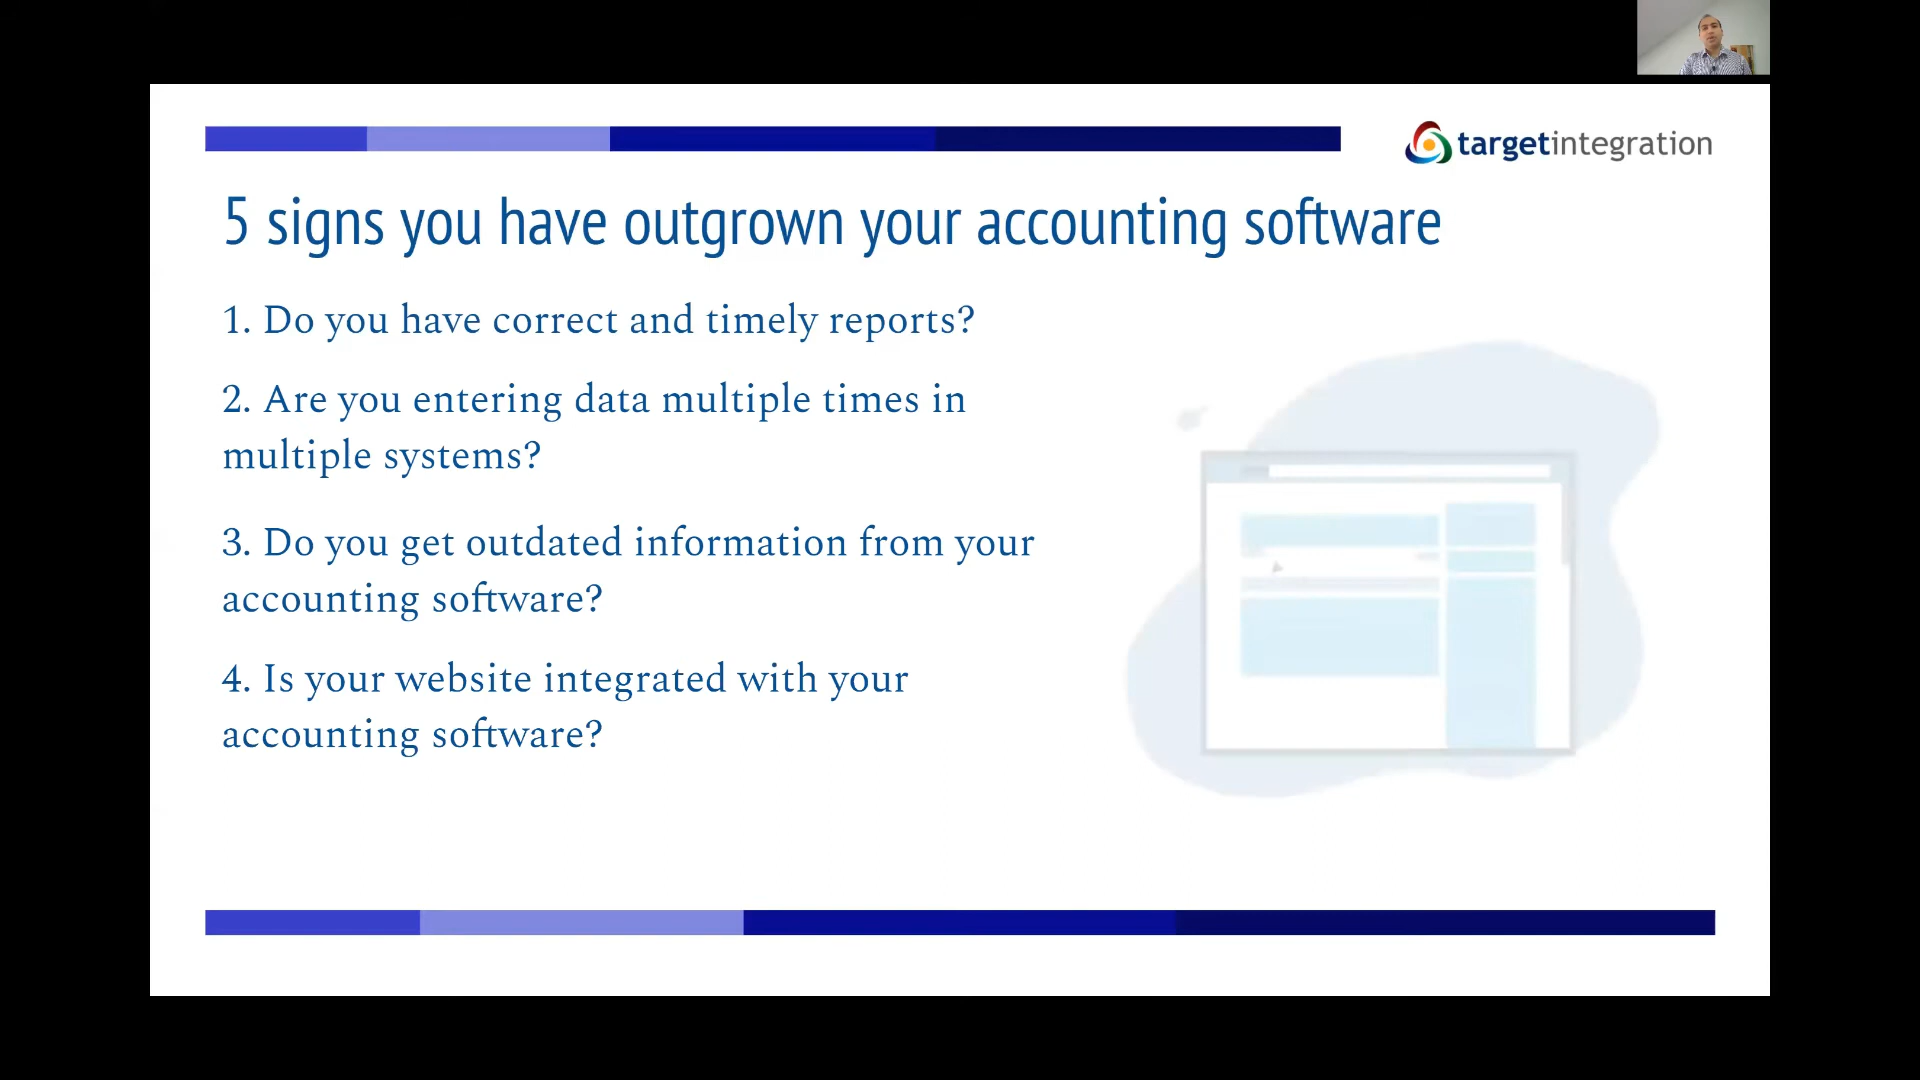 targetintegration
5 signs you have outgrown your accounting software
1. Do you have correct and timely reports?
2. Are you entering data multiple times in
multiple systems?
3. Do you get outdated information from your
accounting software?
4. Is your website integrated with your
accounting software?